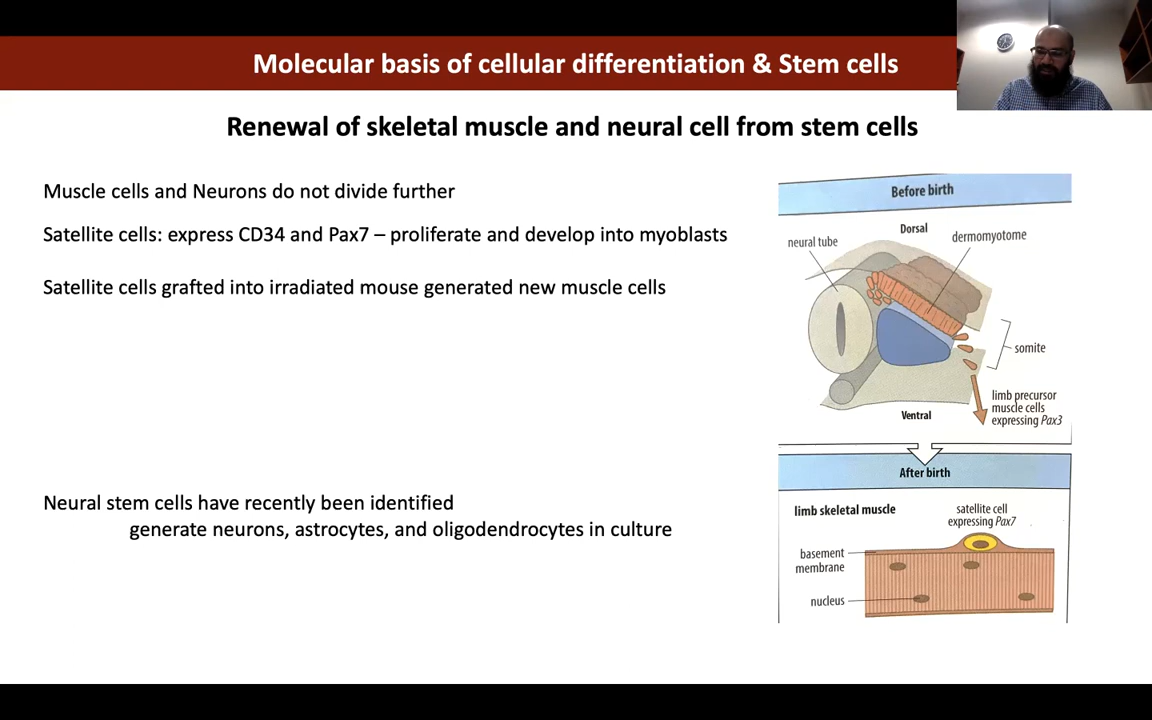 Molecular basis of cellular differentiation & Stem cells
Renewal of skeletal muscle and neural cell from stem cells
Muscle cells and Neurons do not divide further
Satellite cells: express CD34 and Pax7 – proliferate and develop into myoblasts
Satellite cells grafted into irradiated mouse generated new muscle cells
Neural stem cells have recently been identified
generate neurons, astrocytes, and oligodendrocytes in culture
Before birth
Dorsal
neural tube
dermomyotome
somite
limb precursor
muscle cells
expressing Pax3
Ventral
After birth
limb skeletal muscle
satellite cell
expressing Pax7
basement
membrane
nucleus